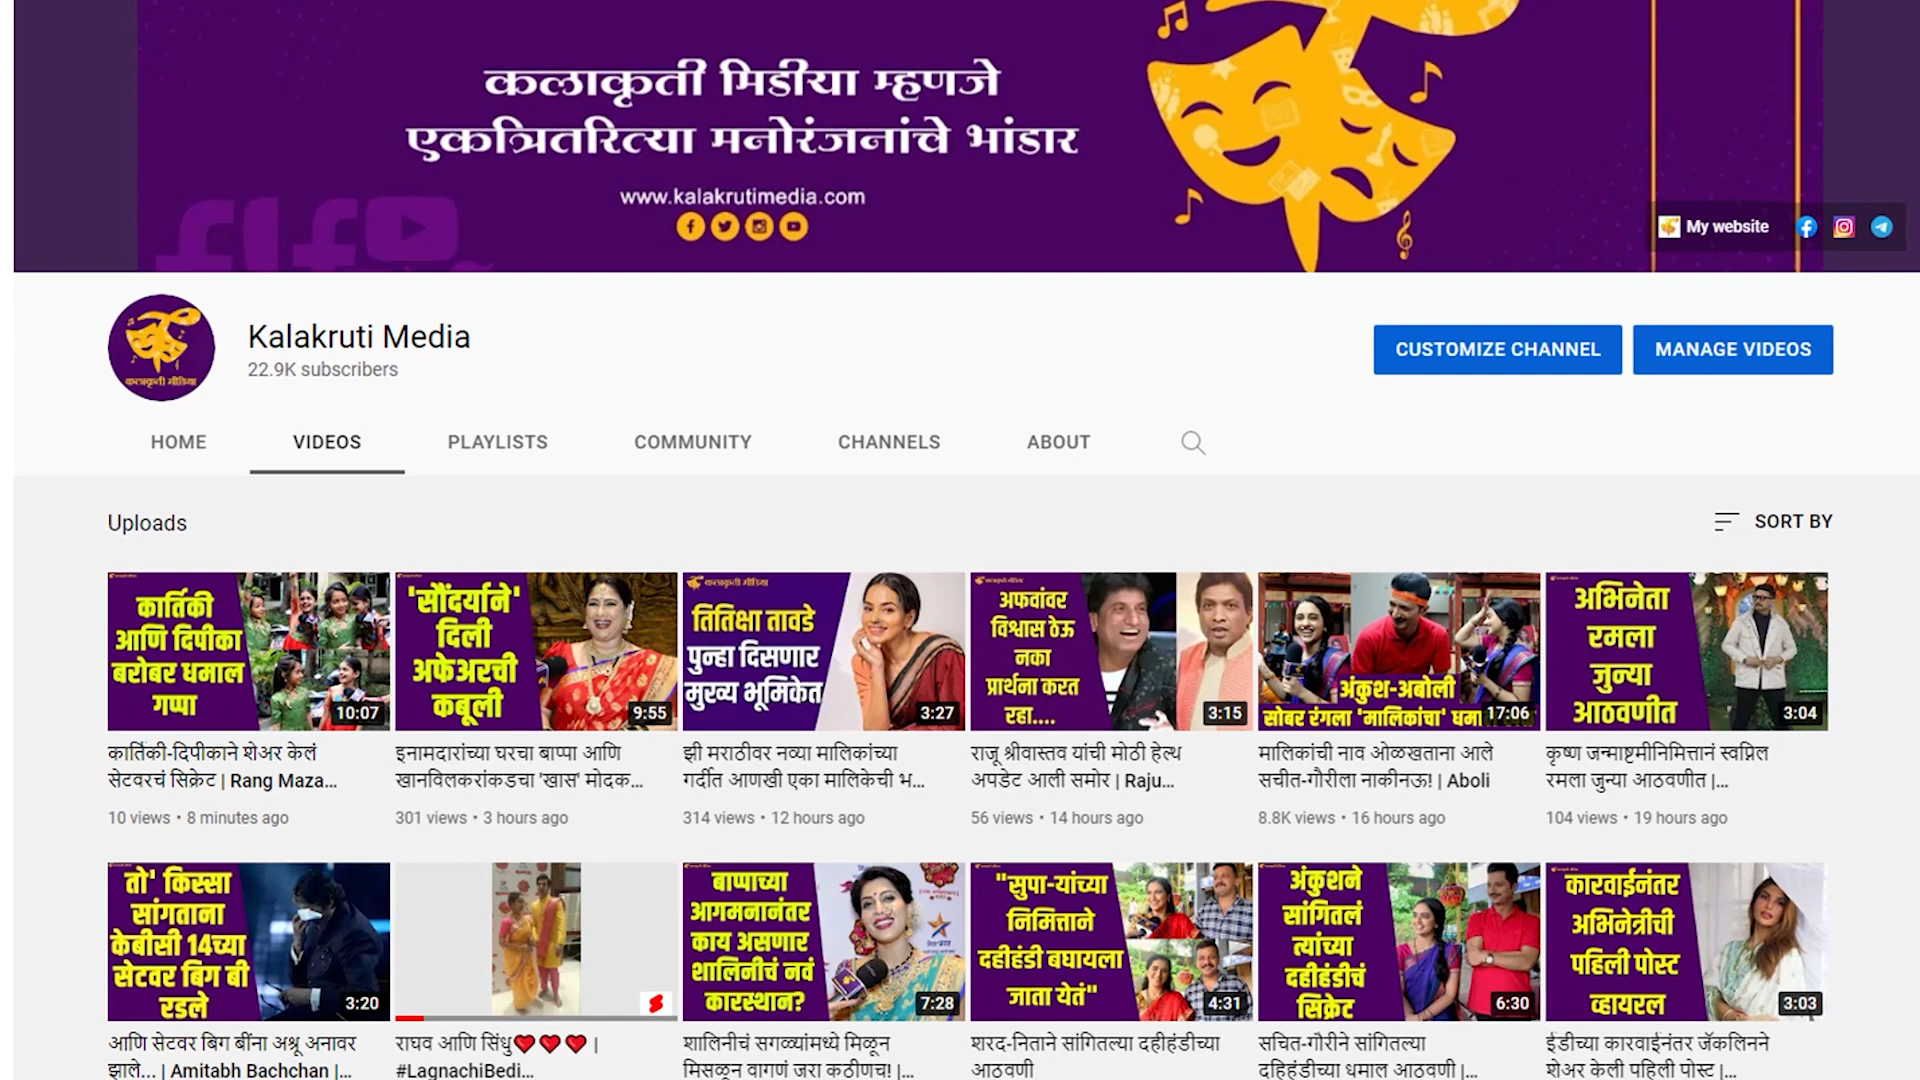 कलाकृती मिडीया म्हणजे
एकत्रितरित्या मनोरंजनांचे भांडार
www.kalakrutimedia.com
My website
कलाकृती मीडिया
Kalakruti Media
22.9K subscribers
CUSTOMIZE CHANNEL
MANAGE VIDEOS
HOME
VIDEOS
PLAYLISTS
COMMUNITY
CHANNELS
ABOUT
Uploads
SORT BY
कार्तिकी
आणि दिपीका
बरोबर धमाल
गप्पा
10:07
कार्तिकी-दिपीकाने शेअर केलं
सेटवरचं सिक्रेट | Rang Maza...
10 views • 8 minutes ago
'सौंदर्याने'
दिली
अफेअरची
कबूली
9:55
इनामदारांच्या घरचा बाप्पा आणि
खानविलकरांकडचा 'खास' मोदक...
301 views • 3 hours ago
कलाकृती मीडिया
तितिक्षा तावडे
पुन्हा दिसणार
मुख्य भूमिकेत
3:27
झी मराठीवर नव्या मालिकांच्या
गर्दीत आणखी एका मालिकेची भ...
314 views • 12 hours ago
कलाकृती मीडिया
अफवांवर
विश्वास ठेऊ
नका
प्रार्थना करत
रहा....
3:15
राजू श्रीवास्तव यांची मोठी हेल्थ
अपडेट आली समोर | Raju...
56 views • 14 hours ago
अंकुश-अबोली
सोबर रंगला 'मालिकांचा' धमा
17:06
मालिकांची नाव ओळखताना आले
सचीत-गौरीला नाकीनऊ! | Aboli
8.8K views • 16 hours ago
अभिनेता
रमला
जुन्या
आठवणीत
3:04
कृष्ण जन्माष्टमीनिमित्तानं स्वप्निल
रमला जुन्या आठवणीत |...
104 views • 19 hours ago
तो' किस्सा
सांगताना
केबीसी 14च्या
सेटवर बिग बी
रडले
3:20
आणि सेटवर बिग बींना अश्रू अनावर
झाले... | Amitabh Bachchan |...
राघव आणि सिंधु❤❤❤ |
#LagnachiBedi...
बाप्पाच्या
आगमनानंतर
काय असणार
शालिनीचं नवं
कारस्थान?
7:28
शालिनीचं सगळ्यांमध्ये मिळून
मिसळून वागणं जरा कठीणच! |...
"सुपा-यांच्या
निमित्ताने
दहीहंडी बघायला
जाता येतं"
4:31
शरद-निताने सांगितल्या दहीहंडीच्या
आठवणी
अंकुशने
सांगितलं
त्यांच्या
दहीहंडीचं
सिक्रेट
6:30
सचित-गौरीने सांगितल्या
दहिहंडीच्या धमाल आठवणी |...
कारवाईनंतर
अभिनेत्रीची
पहिली पोस्ट
व्हायरल
3:03
ईडीच्या कारवाईनंतर जॅकलिनने
शेअर केली पहिली पोस्ट |...